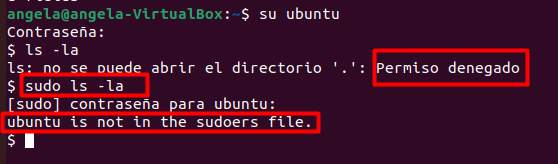 angela@angela-VirtualBox:~$ su ubuntu
Contraseña:
$ ls -la
ls: no se puede abrir el directorio '.': Permiso denegado
$ sudo ls -la
[sudo] contraseña para ubuntu:
ubuntu is not in the sudoers file.
$